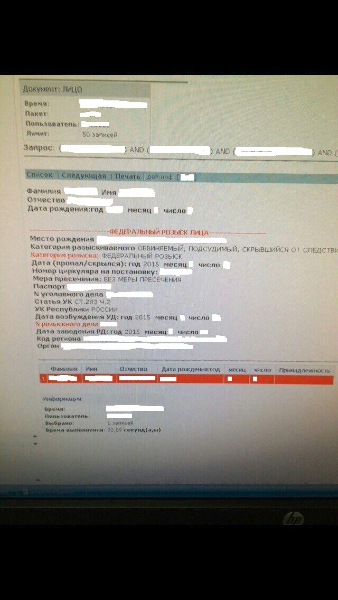 Документ: ЛИЦО
Время:
Пакет:
Пользователь:
Лимит: 50 записей
Запрос: ( ) AND ( ) AND ( ) AND (
Список | Следующая | Печать |
Фамилия Имя
Отчество
Дата рождения:год месяц число
ФЕДЕРАЛЬНЫЙ РОЗЫСК ЛИЦА
Место рождения
Категория разыскиваемого ОБВИНЯЕМЫЙ, ПОДСУДИМЫЙ, СКРЫВШИЙСЯ ОТ СЛЕДСТВИ
Категория розыска: ФЕДЕРАЛЬНЫЙ РОЗЫСК
Дата (пропал/скрылся): год 2015 месяц число
Номер циркуляра на постановку:
Мера пресечения: БЕЗ МЕРЫ ПРЕСЕЧЕНИЯ
Паспорт
N уголовного дела
Статья УК СТ.283 ч.2
УК Республики РОССИИ
Дата возбуждения УД: год 2015 месяц число
N розыскного дела
Дата заведения РД: год 2015 месяц число
Код региона
Орган
Фамилия Имя Отчество Дата рождения:год месяц число Принадлежность
1
Информация:
Время:
Пользователь:
Выбрано: 1 записей
Время выполнения: секунд(а,ы)
hp